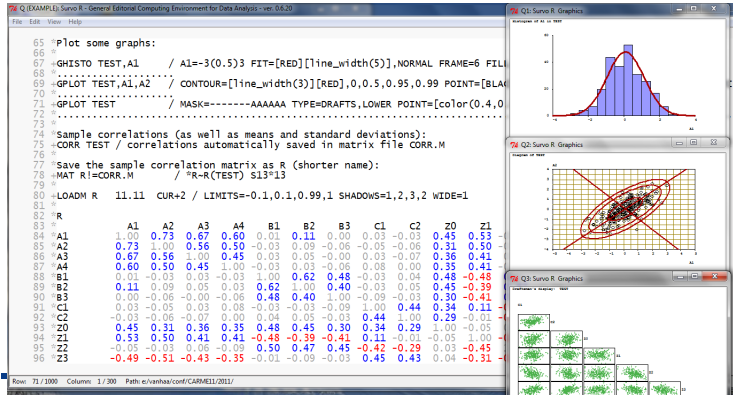 Q (EXAMPLE): Survo R - General Editorial Computing Environment for Data Analysis - ver. 0.6.20
File Edit View Help
65 *Plot some graphs:
66 *
67 +GHISTO TEST,A1 / A1=-3(0.5)3 FIT=[RED][line_width(5)],NORMAL FRAME=6 FILL
68 *.....................
69 +GPLOT TEST,A1,A2 / CONTOUR=[line_width(3)][RED],0,0.5,0.95,0.99 POINT=[BLAC
70 *.....................
71 +GPLOT TEST / MASK=-------AAAAAA TYPE=DRAFTS,LOWER POINT=[color(0.4,0.
72 *
73 *
74 *Sample correlations (as well as means and standard deviations):
75 +CORR TEST / correlations automatically saved in matrix file CORR.M
76 *
77 *Save the sample correlation matrix as R (shorter name):
78 +MAT R!=CORR.M / *R~R(TEST) S13*13
79 *
80 +LOADM R 11.11 CUR+2 / LIMITS=-0.1,0.1,0.99,1 SHADOWS=1,2,3,2 WIDE=1
81 *
82 *R
83 * A1 A2 A3 A4 B1 B2 B3 C1 C2 Z0 Z1
84 *A1 1.00 0.73 0.67 0.60 0.01 0.11 0.00 -0.03 -0.03 0.45 0.53
85 *A2 0.73 1.00 0.56 0.50 -0.03 0.09 -0.06 -0.05 -0.06 0.31 0.50
86 *A3 0.67 0.56 1.00 0.45 -0.03 0.05 -0.00 0.03 -0.07 0.36 0.41
87 *A4 0.60 0.50 0.45 1.00 -0.03 0.03 -0.06 0.08 0.00 0.35 0.41
88 *B1 0.01 -0.03 -0.03 -0.03 1.00 0.62 0.48 -0.03 0.04 0.48 -0.48
89 *B2 0.11 0.09 0.05 0.03 0.62 1.00 0.40 -0.03 0.05 0.45 -0.39
90 *B3 0.00 -0.06 -0.00 -0.06 0.48 0.40 1.00 -0.09 -0.03 0.30 -0.41
91 *C1 -0.03 -0.05 0.03 0.08 -0.03 -0.03 -0.09 1.00 0.44 0.34 0.11
92 *C2 -0.03 -0.06 -0.07 0.00 0.04 0.05 -0.03 0.44 1.00 0.29 -0.01
93 *Z0 0.45 0.31 0.36 0.35 0.48 0.45 0.30 0.34 0.29 1.00 -0.05
94 *Z1 0.53 0.50 0.41 0.41 -0.48 -0.39 -0.41 0.11 -0.01 -0.05 1.00
95 *Z2 -0.05 -0.03 0.06 -0.09 0.50 0.47 0.45 -0.42 -0.29 0.03 -0.45
96 *Z3 -0.49 -0.51 -0.43 -0.35 -0.01 -0.01 -0.09 0.45 0.43 0.04 -0.31
Row: 71 / 1000 Column: 1 / 300 Path: e:/vanhaa/conf/CARME11/2011/
Q1: Survo R Graphics
Histogram of A1 in TEST
A1
Q2: Survo R Graphics
Diagram of TEST
A2
A1
Q3: Survo R Graphics
Draftsman's display: TEST